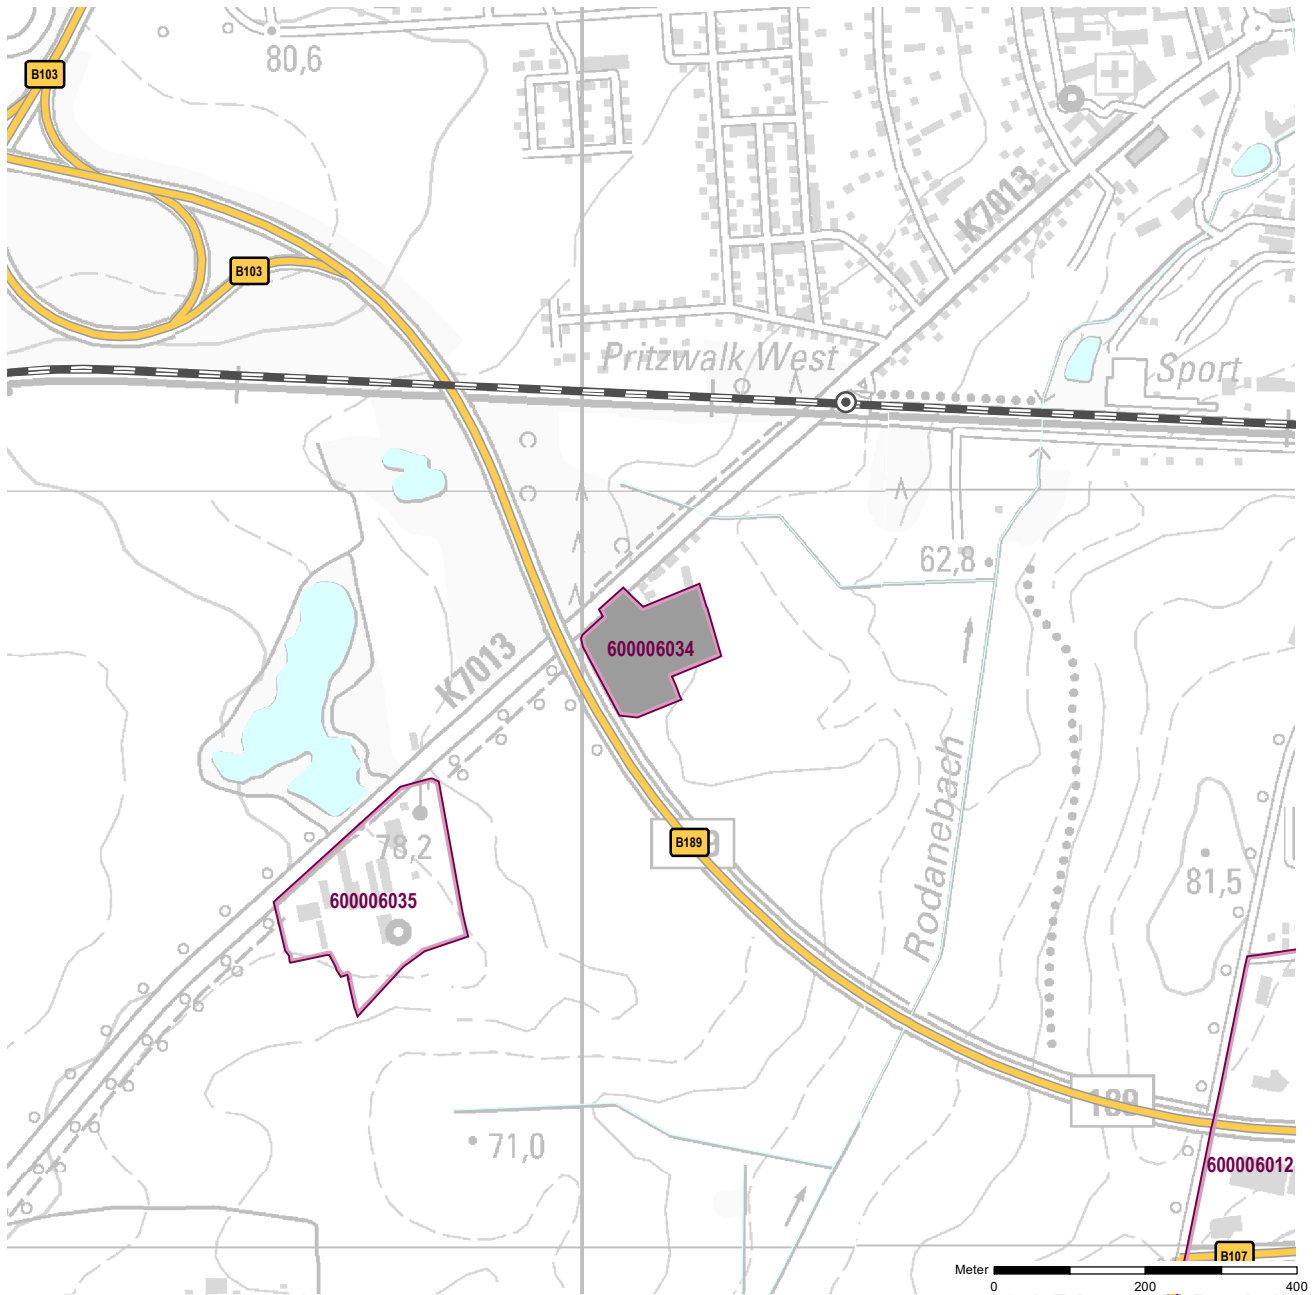 80,6
B103
K7013
B103
Pritzwalk West
Sport
62,8
600006034
K7013
Rodanebach
B189
78,2
81,5
600006035
189
71,0
600006012
B107
Meter
0 200 400